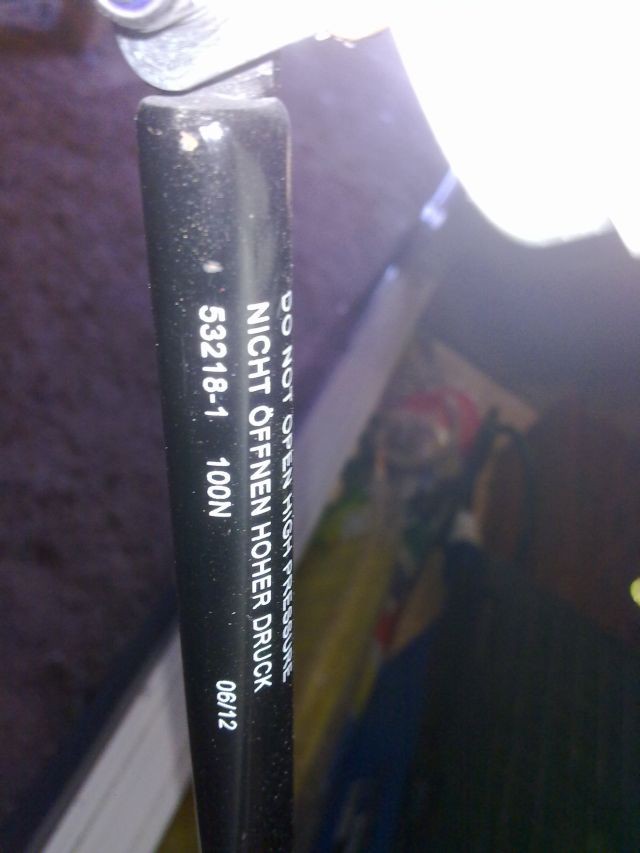 DO NOT OPEN HIGH PRESSURE
NICHT ÖFFNEN HOHER DRUCK
53218-1 100N 06/12